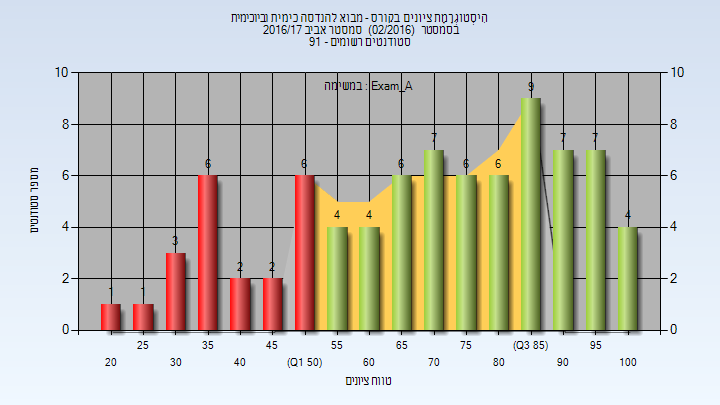 היסטוגרמת ציונים בקורס - מבוא להנדסה כימית וביוכימית
בסמסטר (02/2016) סמסטר אביב 2016/17
סטודנטים רשומים - 91
במשימה : Exam_A
מספר סטודנטים
10 10
8 8
6 6
4 4
2 2
0 0
1 1 3 6 2 2 6 4 4 6 7 6 6 9 7 7 4
25 35 45 55 65 75 (Q3 85) 95
20 30 40 (Q1 50) 60 70 80 90 100
טווח ציונים